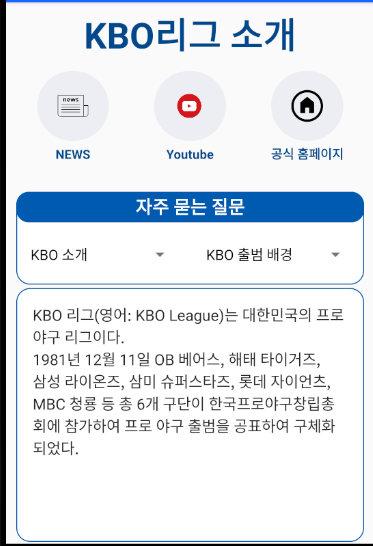 KBO리그 소개
news
NEWS
Youtube
공식 홈페이지
자주 묻는 질문
KBO 소개
KBO 출범 배경
KBO 리그(영어: KBO League)는 대한민국의 프로
야구 리그이다.
1981년 12월 11일 OB 베어스, 해태 타이거즈,
삼성 라이온즈, 삼미 슈퍼스타즈, 롯데 자이언츠,
MBC 청룡 등 총 6개 구단이 한국프로야구창립총
회에 참가하여 프로 야구 출범을 공표하여 구체화
되었다.